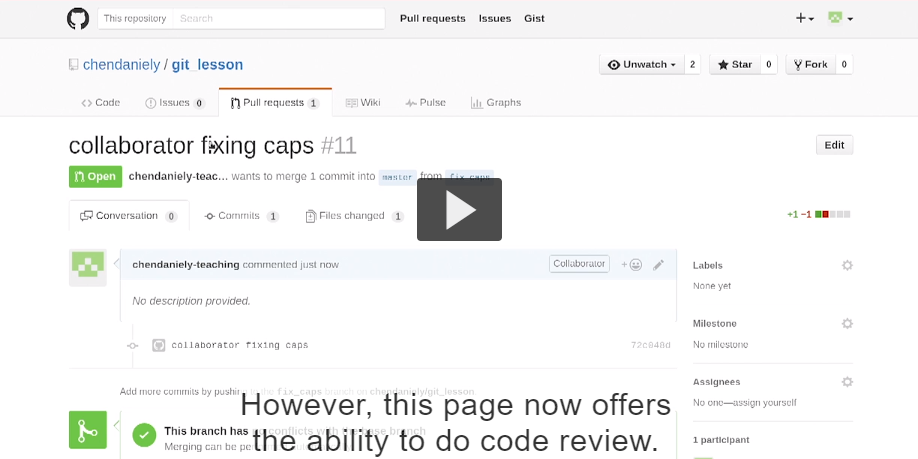 This repository Search Pull requests Issues Gist
chendaniely / git_lesson Unwatch 2 Star 0 Fork 0
Code Issues 0 Pull requests 1 Wiki Pulse Graphs
collaborator fixing caps #11 Edit
Open chendaniely-teac... wants to merge 1 commit into master from fix_caps
Conversation 0 Commits 1 Files changed 1 +1 −1
chendaniely-teaching commented just now Collaborator
Labels
None yet
No description provided.
Milestone
No milestone
collaborator fixing caps 72c048d
Assignees
No one—assign yourself
Add more commits by pushing to the fix_caps branch on chendaniely/git_lesson.
However, this page now offers
the ability to do code review.
This branch has no conflicts with the base branch
Merging can be
1 participant